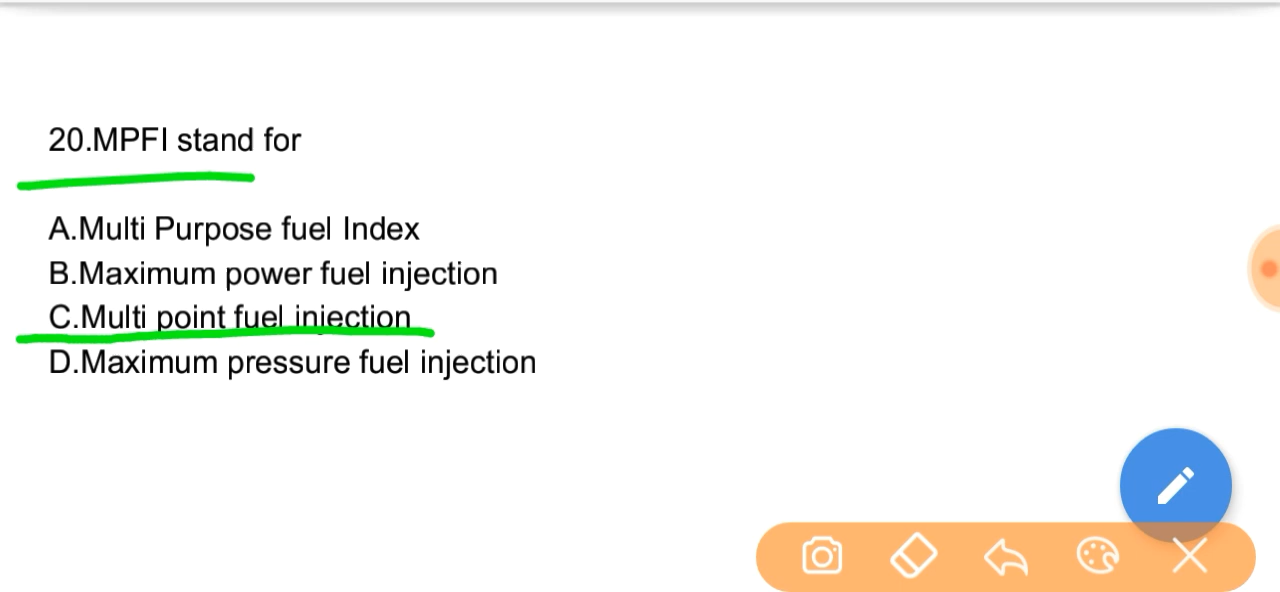 20.MPFI stand for
A.Multi Purpose fuel Index
B.Maximum power fuel injection
C.Multi point fuel injection
D.Maximum pressure fuel injection